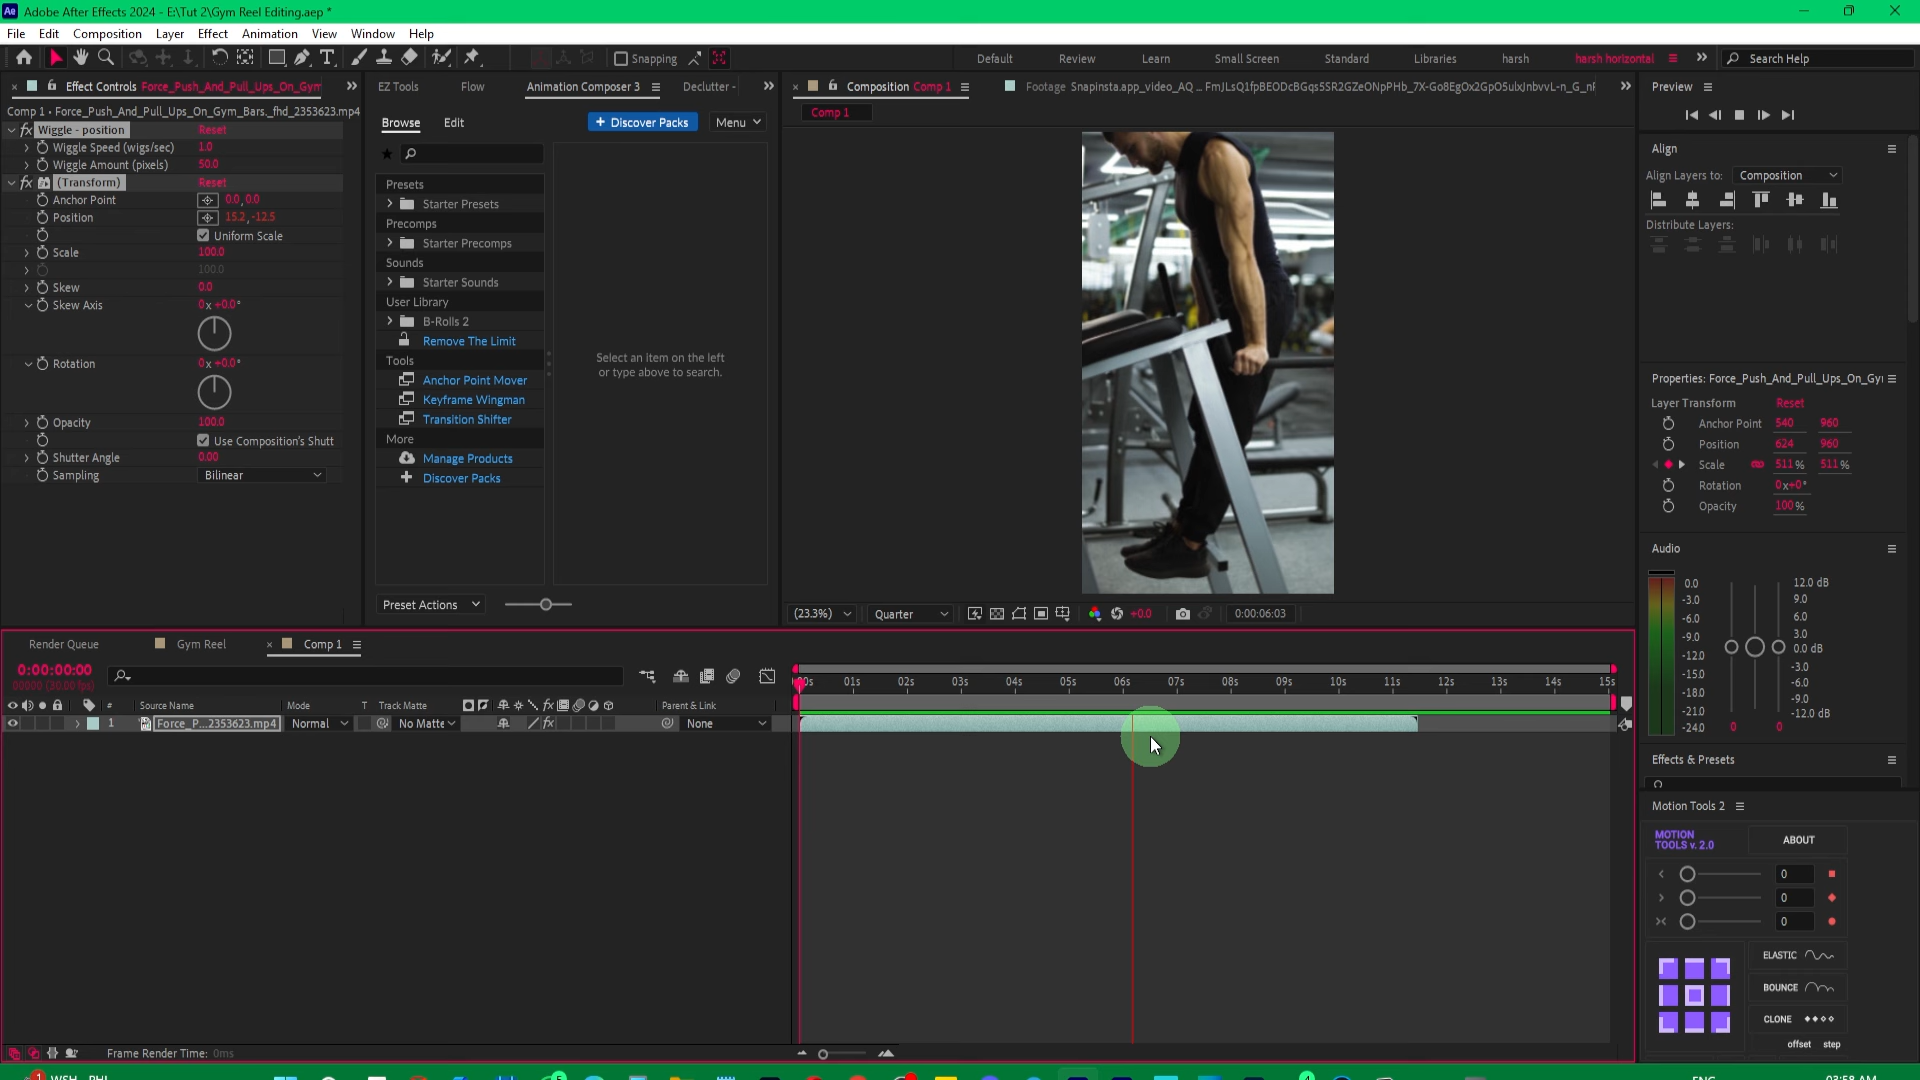 Adobe After Effects 2024 - E:\Tut 2\Gym Reel Editing.aep *
File Edit Composition Layer Effect Animation View Window Help
Snapping
Default Review Learn Small Screen Standard Libraries harsh harsh horizontal Search Help
Effect Controls Force_Push_And_Pull_Ups_On_Gym
Comp 1 • Force_Push_And_Pull_Ups_On_Gym_Bars._fhd_2353623.mp4
fx Wiggle - position Reset
Wiggle Speed (wigs/sec) 1.0
Wiggle Amount (pixels) 50.0
fx (Transform) Reset
Anchor Point 0.0, 0.0
Position 15.2, -12.5
Uniform Scale
Scale 100.0
100.0
Skew 0.0
Skew Axis 0x+0.0°
Rotation 0x+0.0°
Opacity 100.0
Use Composition's Shutt
Shutter Angle 0.00
Sampling Bilinear
EZ Tools Flow Animation Composer 3 Declutter -
Browse Edit + Discover Packs Menu
Presets
Starter Presets
Precomps
Starter Precomps
Sounds
Starter Sounds
User Library
B-Rolls 2
Remove The Limit
Tools
Anchor Point Mover
Keyframe Wingman
Transition Shifter
More
Manage Products
Discover Packs
Select an item on the left
or type above to search.
Preset Actions
Composition Comp 1
Comp 1
(23.3%) Quarter +0.0 0:00:06:03
Preview
Align
Align Layers to: Composition
Distribute Layers:
Properties: Force_Push_And_Pull_Ups_On_Gyı
Layer Transform Reset
Anchor Point 540 960
Position 624 960
Scale 511% 511%
Rotation 0x+0°
Opacity 100%
Audio
0.0
-3.0
-6.0
-9.0
-12.0
-15.0
-18.0
-21.0
-24.0
12.0 dB
9.0
6.0
3.0
0.0 dB
-3.0
-6.0
-9.0
-12.0 dB
0 0
Effects & Presets
Motion Tools 2
MOTION
TOOLS v. 2.0
ABOUT
0
0
0
ELASTIC
BOUNCE
CLONE
offset step
Render Queue Gym Reel Comp 1
0:00:00:00
00000 (30.00 fps)
# Source Name Mode T Track Matte fx Parent & Link
1 Force_P...2353623.mp4 Normal No Matte fx None
00s 01s 02s 03s 04s 05s 06s 07s 08s 09s 10s 11s 12s 13s 14s 15s
Frame Render Time: 0ms